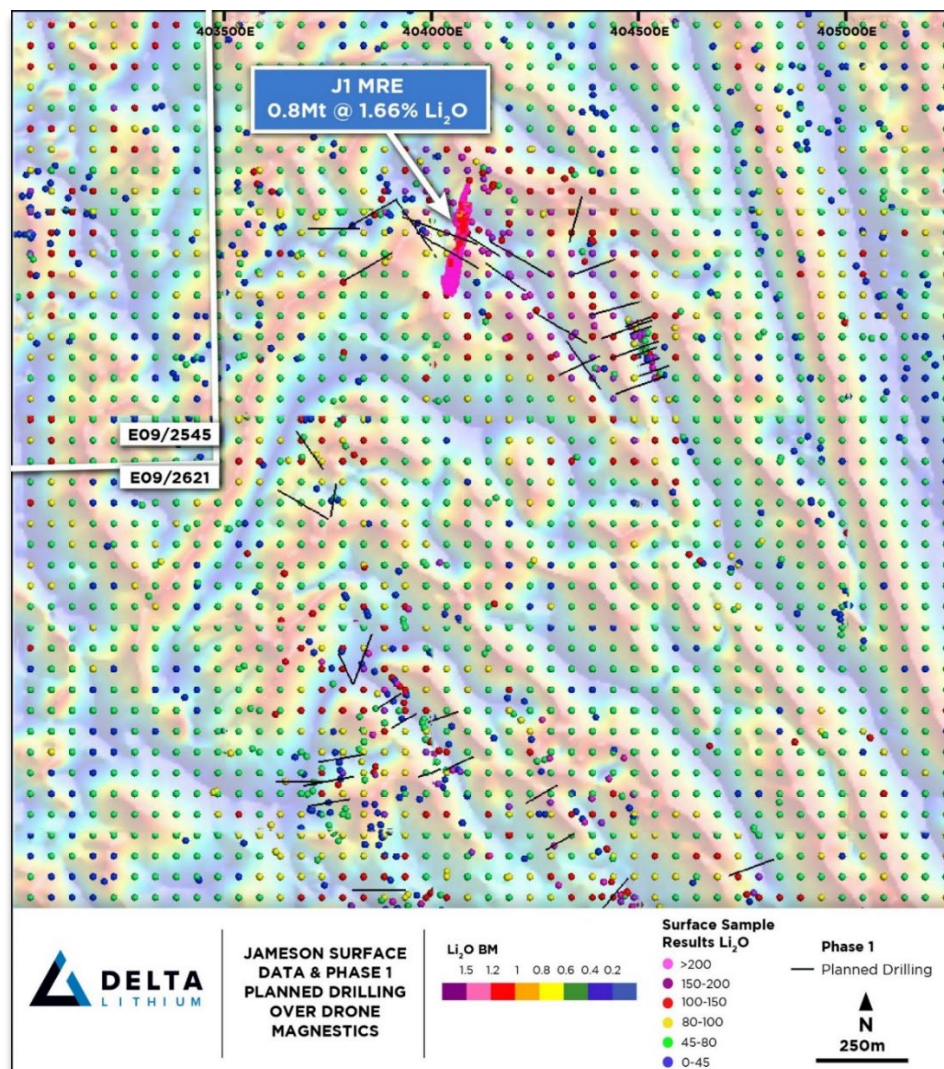 403500E 404000E 404500E 405000E
J1 MRE
0.8Mt @ 1.66% Li₂O
E09/2545
E09/2621
DELTA
LITHIUM
JAMESON SURFACE
DATA & PHASE 1
PLANNED DRILLING
OVER DRONE
MAGNESTICS
Li₂O BM
1.5 1.2 1 0.8 0.6 0.4 0.2
Surface Sample
Results Li₂O
>200
150-200
100-150
80-100
45-80
0-45
Phase 1
Planned Drilling
N
250m